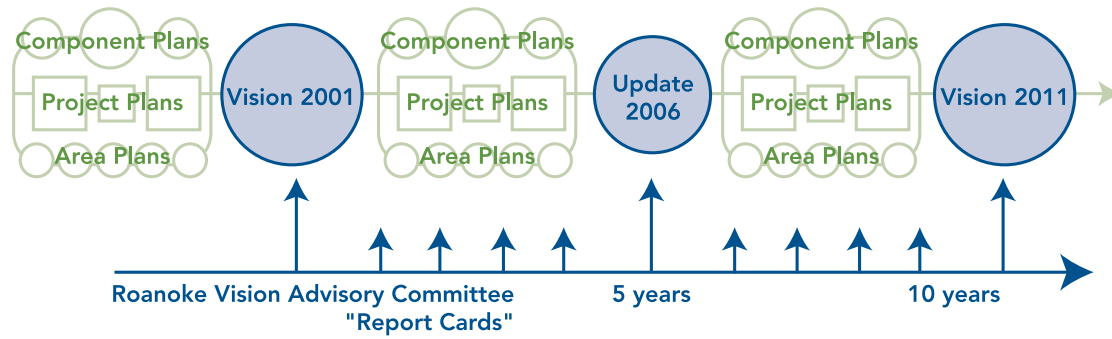 Component Plans
Project Plans
Area Plans
Vision 2001
Component Plans
Project Plans
Area Plans
Update
2006
Component Plans
Project Plans
Area Plans
Vision 2011
Roanoke Vision Advisory Committee
"Report Cards"
5 years
10 years